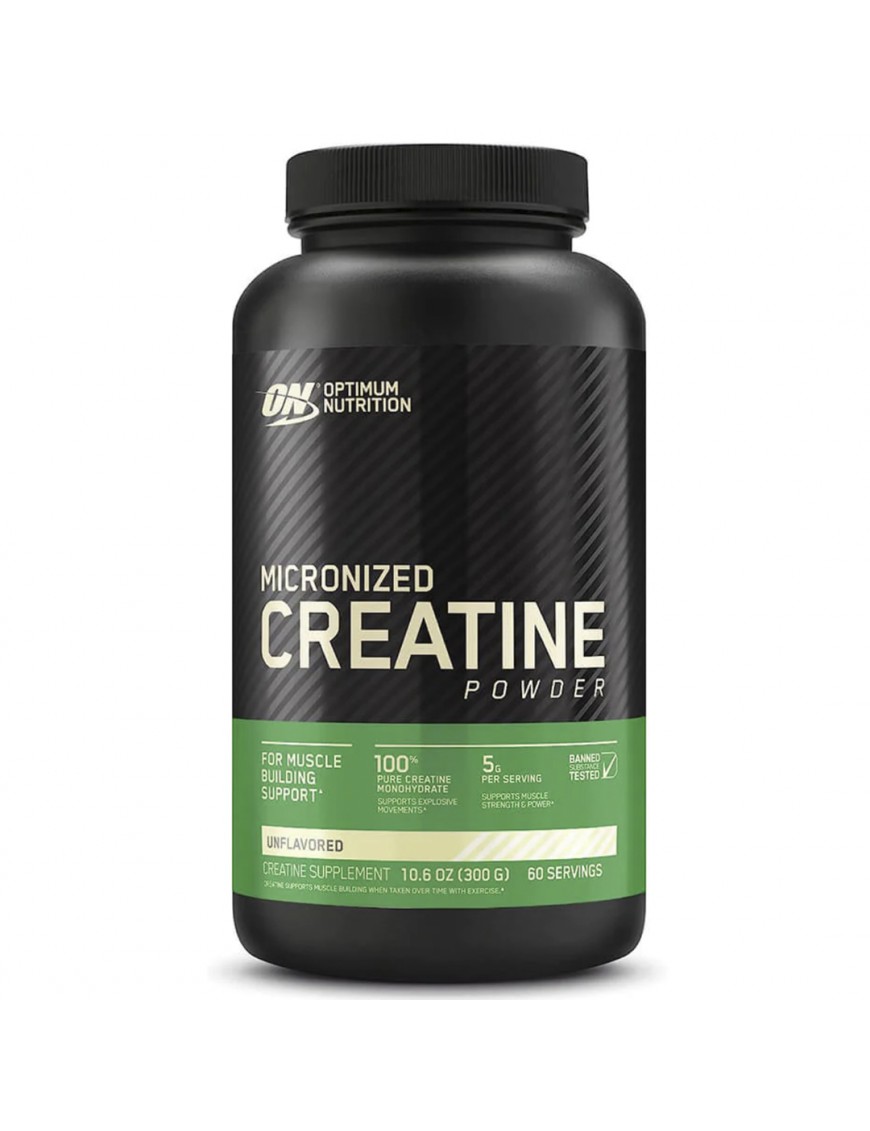 ON® OPTIMUM
NUTRITION
MICRONIZED
CREATINE
POWDER
FOR MUSCLE
BUILDING
SUPPORT*
100%
PURE CREATINE
MONOHYDRATE
SUPPORTS EXPLOSIVE
MOVEMENTS*
5G
PER SERVING
SUPPORTS MUSCLE
STRENGTH & POWER*
BANNED
SUBSTANCE
TESTED
UNFLAVORED
CREATINE SUPPLEMENT 10.6 OZ (300 G) 60 SERVINGS
CREATINE SUPPORTS MUSCLE BUILDING WHEN TAKEN OVER TIME WITH EXERCISE.*